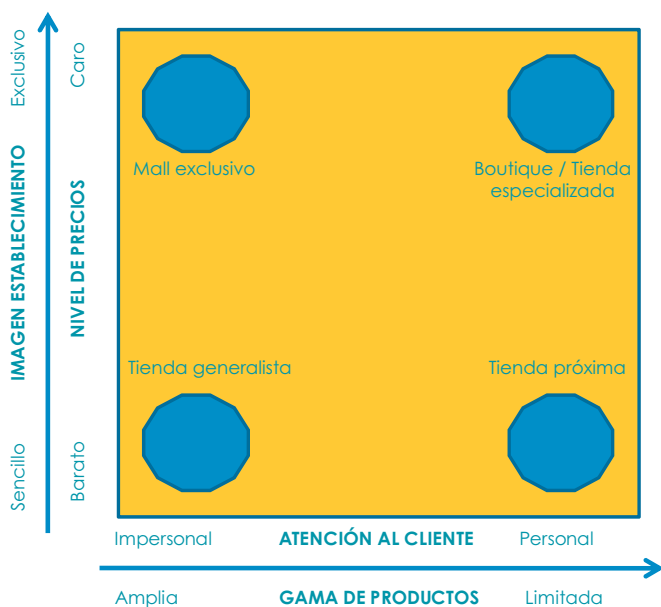 Exclusivo
IMAGEN ESTABLECIMIENTO
Sencillo
Caro
NIVEL DE PRECIOS
Barato
Mall exclusivo
Boutique / Tienda
especializada
Tienda generalista
Tienda próxima
Impersonal ATENCIÓN AL CLIENTE Personal
Amplia GAMA DE PRODUCTOS Limitada